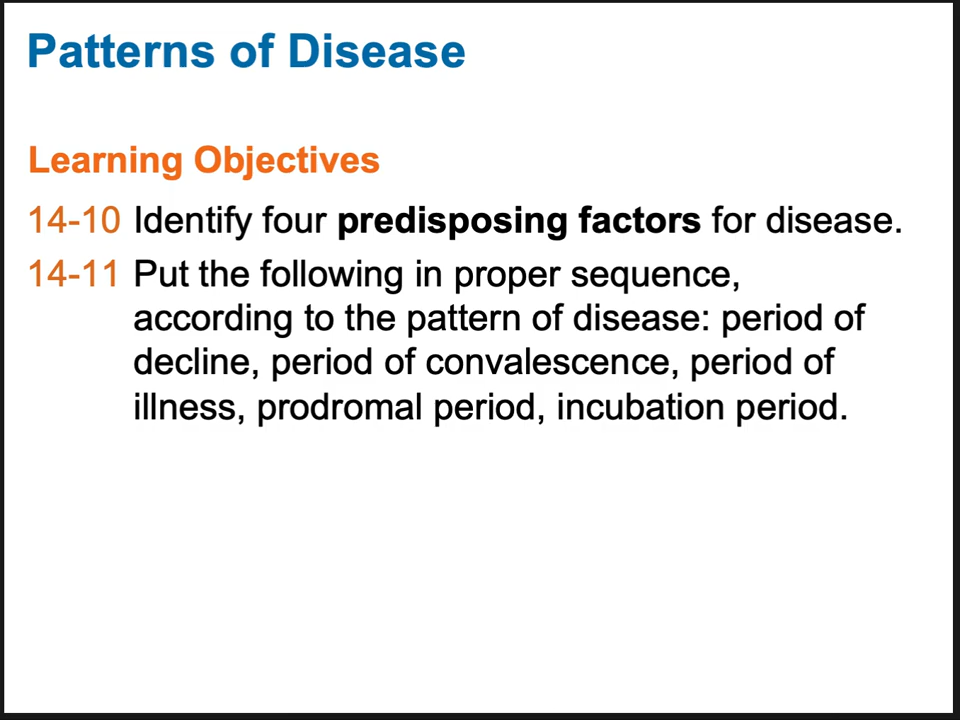 Patterns of Disease
Learning Objectives
14-10 Identify four predisposing factors for disease.
14-11 Put the following in proper sequence,
according to the pattern of disease: period of
decline, period of convalescence, period of
illness, prodromal period, incubation period.